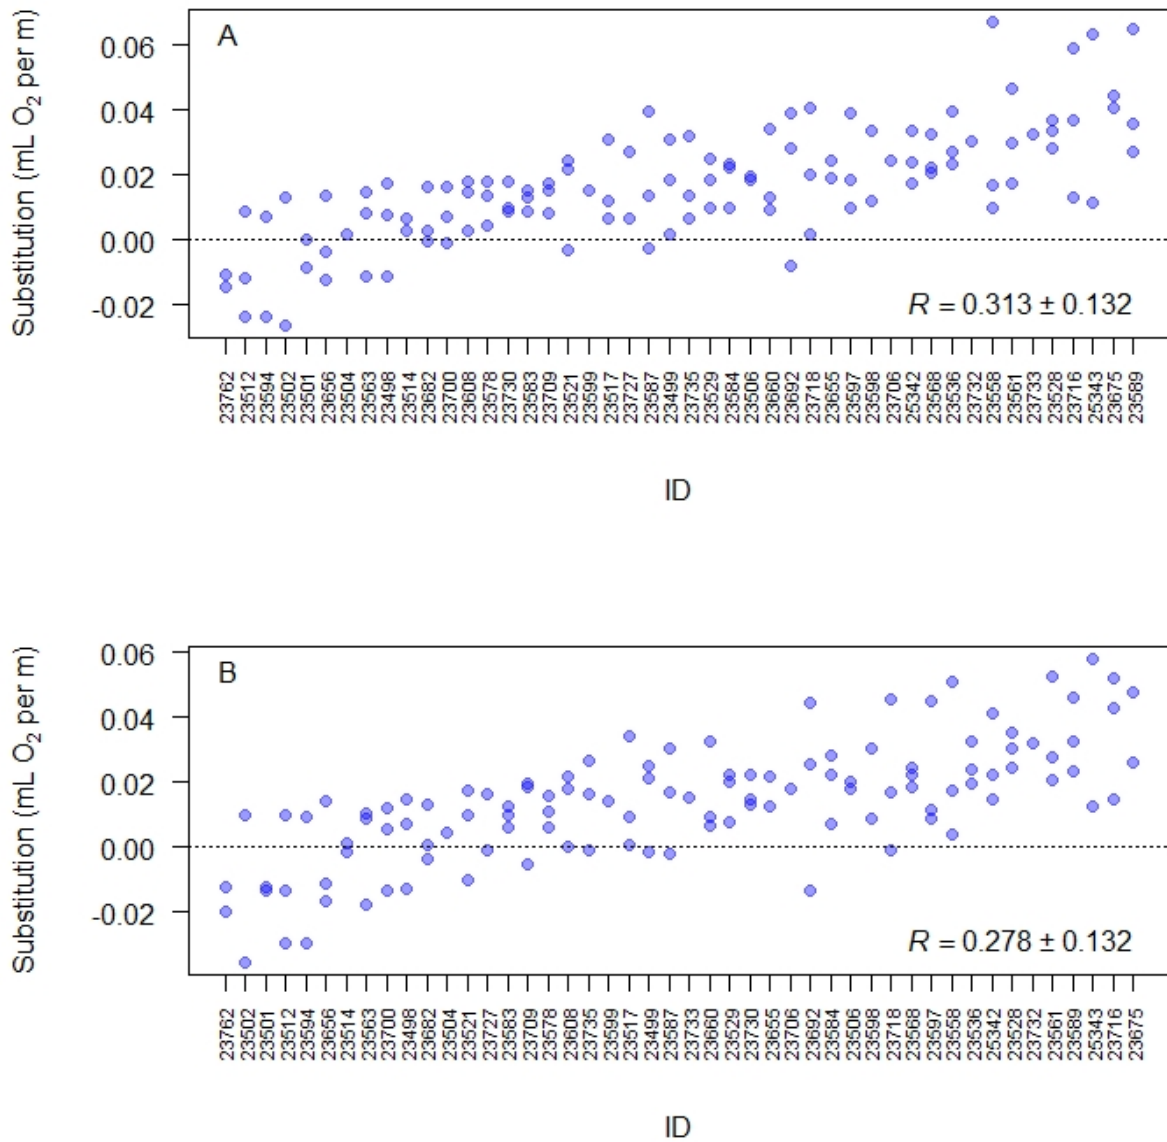 A
Substitution (mL O₂ per m)
0.06
0.04
0.02
0.00
-0.02
R = 0.313 ± 0.132
23762 23512 23594 23502 23501 23656 23504 23563 23498 23514 23682 23700 23608 23578 23730 23583 23709 23521 23599 23517 23727 23587 23499 23735 23529 23584 23506 23660 23692 23718 23655 23597 23598 23706 25342 23568 23536 23732 23558 23561 23733 23528 23716 25343 23675 23589
ID
B
Substitution (mL O₂ per m)
0.06
0.04
0.02
0.00
-0.02
R = 0.278 ± 0.132
23762 23502 23501 23512 23594 23656 23514 23563 23700 23498 23682 23504 23521 23727 23583 23709 23578 23608 23735 23599 23517 23499 23587 23733 23660 23529 23730 23655 23706 23692 23584 23506 23598 23718 23568 23597 23558 23536 25342 23528 23732 23561 23589 25343 23716 23675
ID